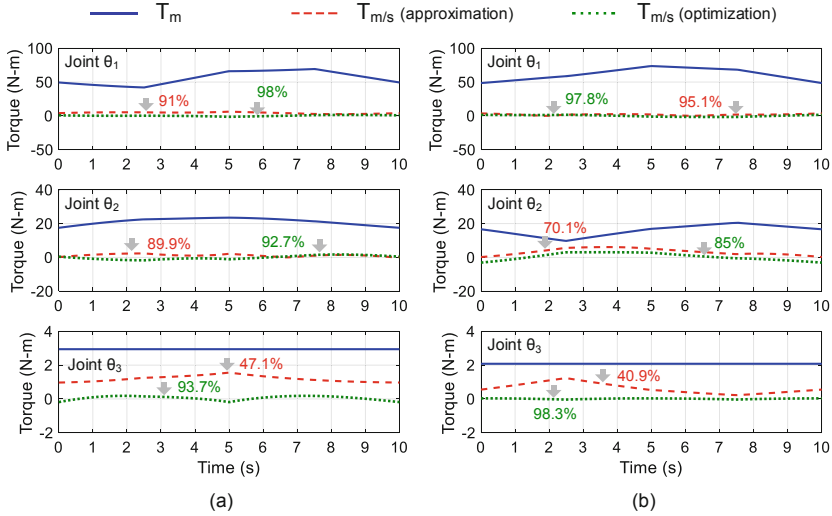 Tm Tm/s (approximation) Tm/s (optimization)
Torque (N-m)
100
50
0
-50
Joint θ1
91%
98%
0 1 2 3 4 5 6 7 8 9 10
Torque (N-m)
100
50
0
-50
Joint θ1
97.8%
95.1%
0 1 2 3 4 5 6 7 8 9 10
Torque (N-m)
40
20
0
-20
Joint θ2
89.9%
92.7%
0 1 2 3 4 5 6 7 8 9 10
Torque (N-m)
40
20
0
-20
Joint θ2
70.1%
85%
0 1 2 3 4 5 6 7 8 9 10
Torque (N-m)
4
2
0
-2
Joint θ3
47.1%
93.7%
0 1 2 3 4 5 6 7 8 9 10
Time (s)
(a)
Torque (N-m)
4
2
0
-2
Joint θ3
40.9%
98.3%
0 1 2 3 4 5 6 7 8 9 10
Time (s)
(b)